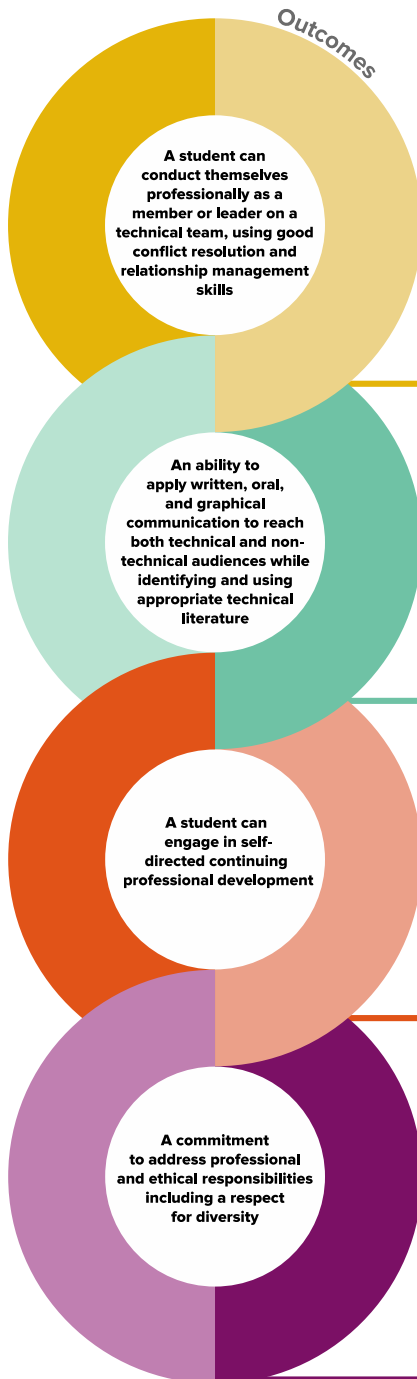 Outcomes
A student can
conduct themselves
professionally as a
member or leader on a
technical team, using good
conflict resolution and
relationship management
skills
An ability to
apply written, oral,
and graphical
communication to reach
both technical and non-
technical audiences while
identifying and using
appropriate technical
literature
A student can
engage in self-
directed continuing
professional development
A commitment
to address professional
and ethical responsibilities
including a respect
for diversity